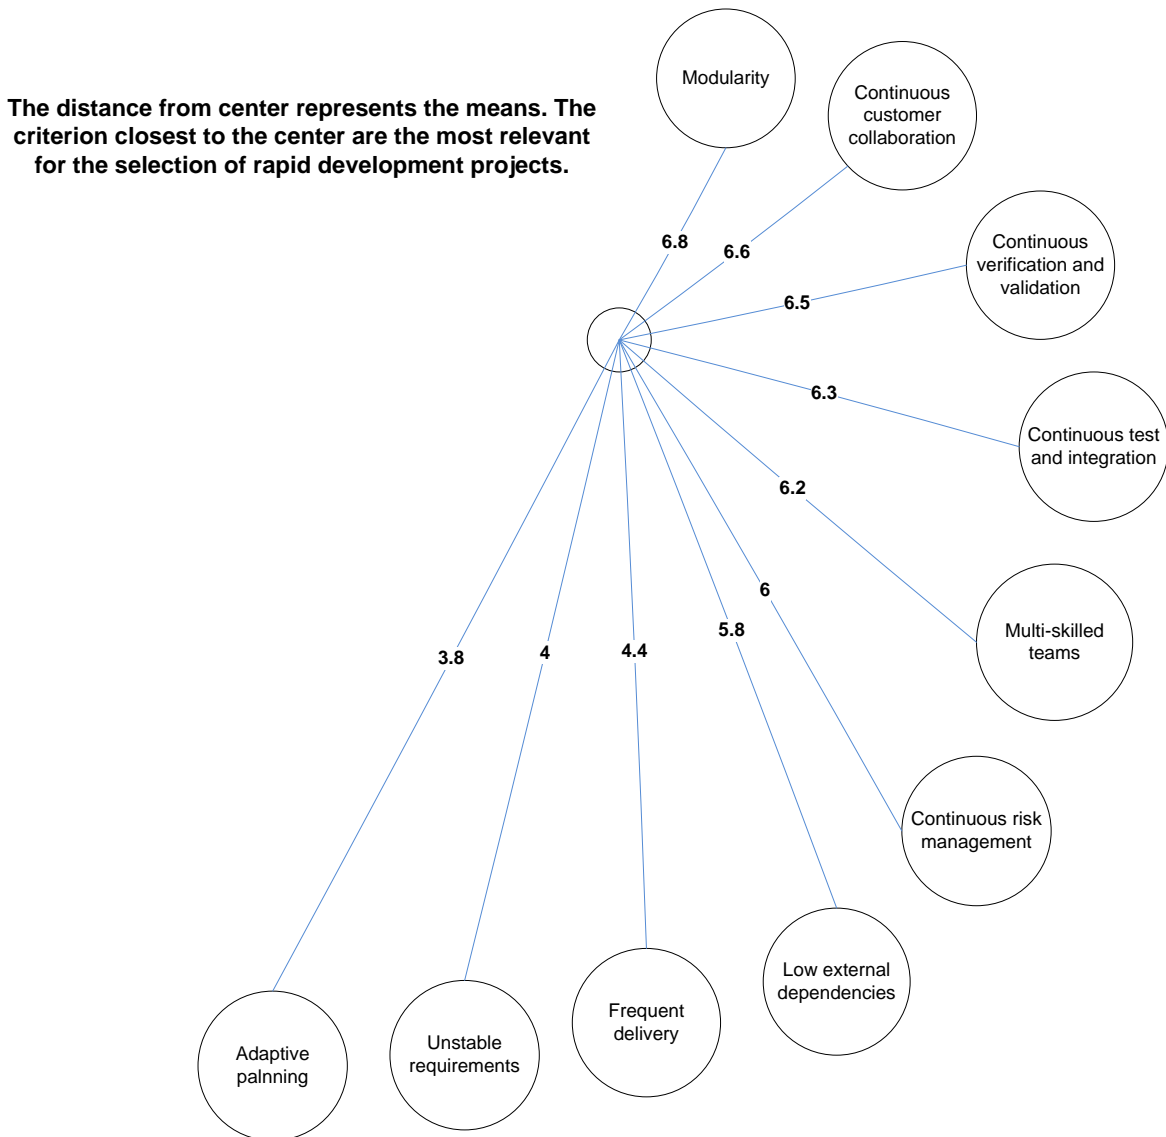 The distance from center represents the means. The
criterion closest to the center are the most relevant
for the selection of rapid development projects.
Modularity
Continuous
customer
collaboration
Continuous
verification and
validation
Continuous test
and integration
Multi-skilled
teams
Continuous risk
management
Low external
dependencies
Frequent
delivery
Unstable
requirements
Adaptive
palnning
6.8
6.6
6.5
6.3
6.2
6
5.8
4.4
4
3.8